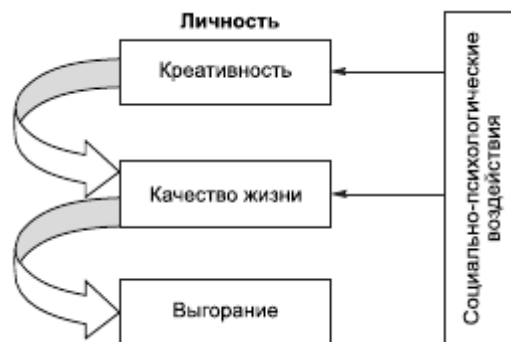 Личность
Креативность
Качество жизни
Выгорание
Социально-психологические
воздействия